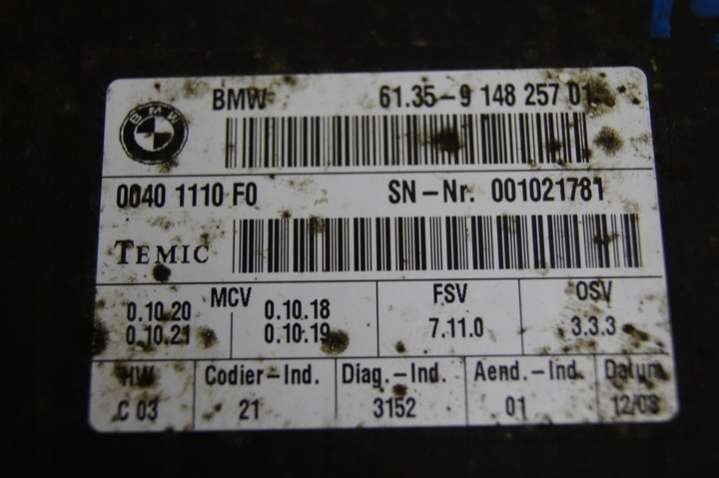 BMW
BMW 61.35-9 148 257 01
0040 1110 F0 SN-Nr. 001021781
TEMIC
MCV FSV OSV
0.10.20 0.10.18
0.10.21 0.10.19 7.11.0 3.3.3
HW Codier-Ind. Diag.-Ind. Aend.-Ind. Datum
C 03 21 3152 01 12/08